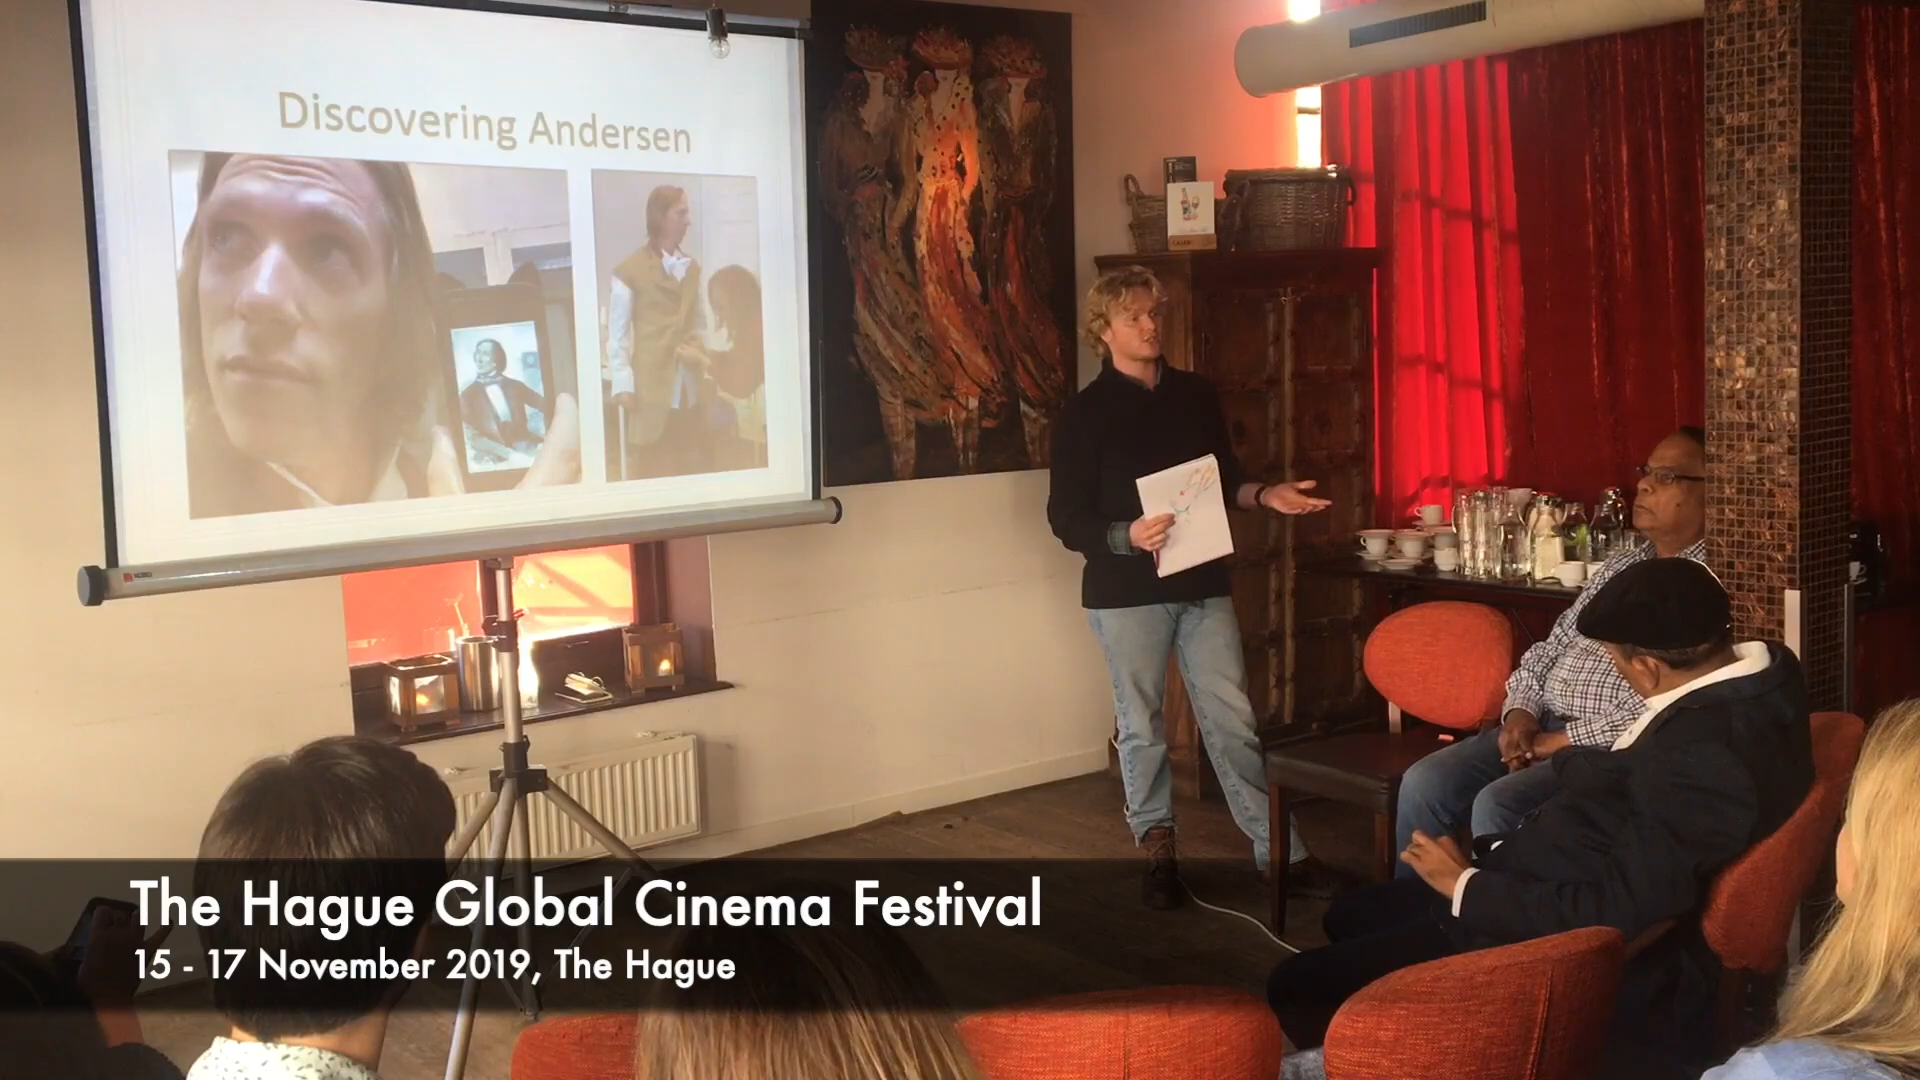 Discovering Andersen
The Hague Global Cinema Festival
15 - 17 November 2019, The Hague